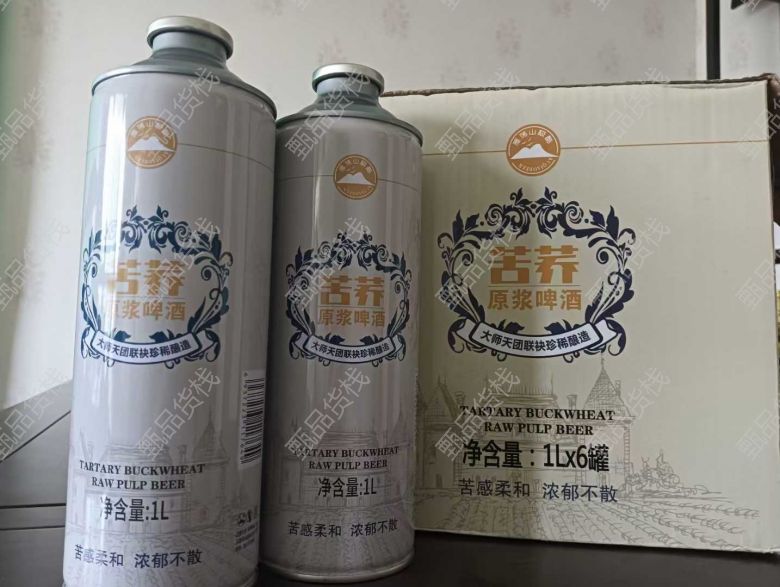 苦荞
原浆啤酒
大师天团联袂珍稀酿造
TARTARY BUCKWHEAT
RAW PULP BEER
净含量:1L
苦感柔和 浓郁不散
苦荞
原浆啤酒
大师天团联袂珍稀酿造
TARTARY BUCKWHEAT
RAW PULP BEER
净含量:1L
苦感柔和 浓郁不散
苦荞
原浆啤酒
大师天团联袂珍稀酿造
TARTARY BUCKWHEAT
RAW PULP BEER
净含量：1Lx6罐
苦感柔和 浓郁不散
甄品货栈